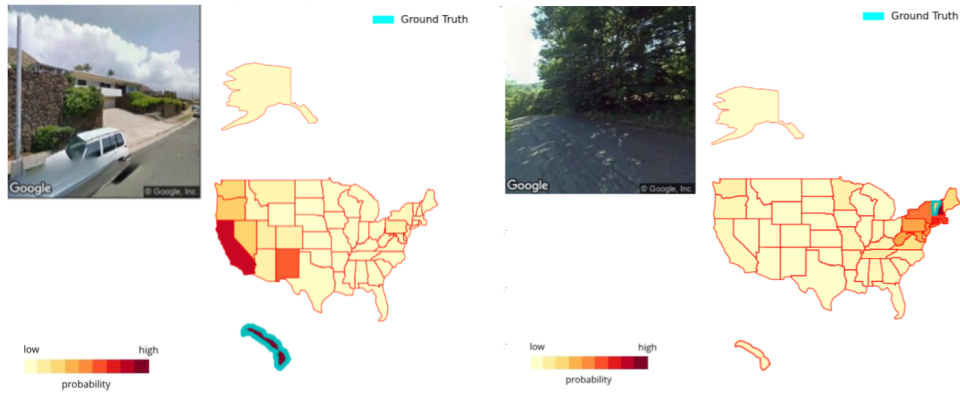 Ground Truth
Google
© Google, Inc.
low
high
probability
Ground Truth
Google
© Google, Inc.
low
high
probability